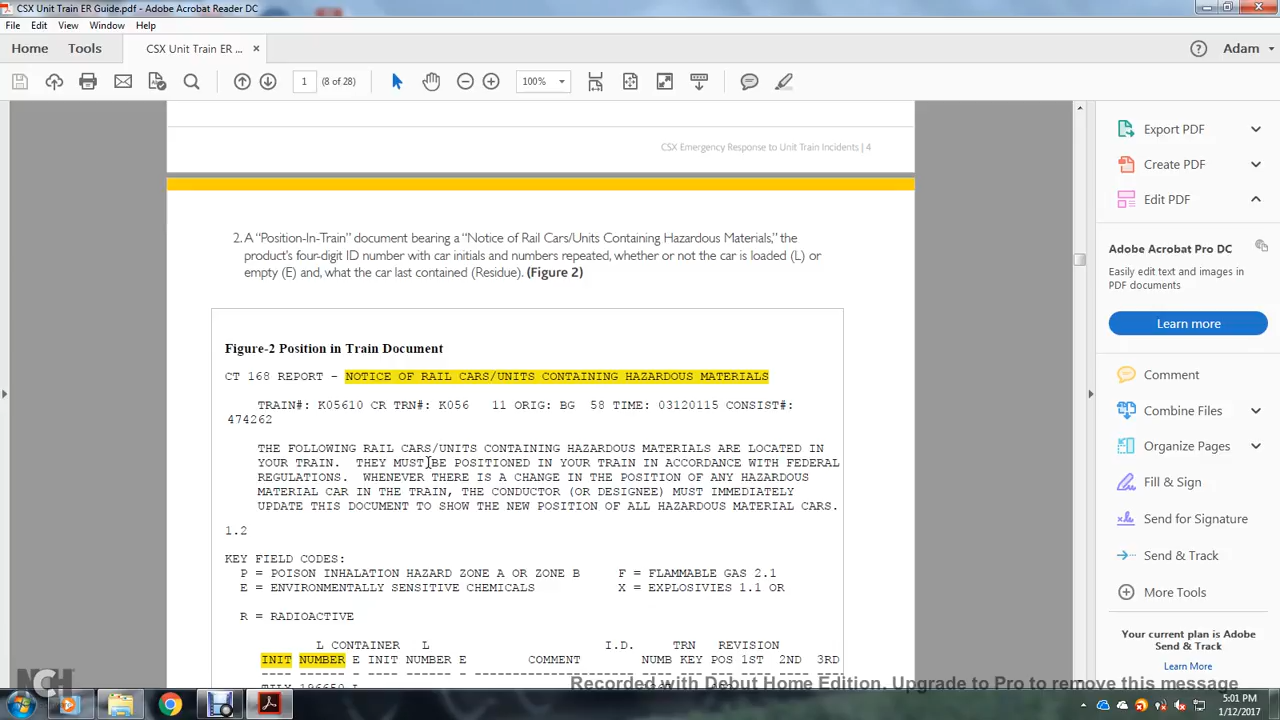 CSX Unit Train ER Guide.pdf - Adobe Acrobat Reader DC
File Edit View Window Help
Home Tools CSX Unit Train ER ... × Adam
1 (8 of 28) 100%
CSX Emergency Response to Unit Train Incidents | 4
2. A “Position-In-Train” document bearing a “Notice of Rail Cars/Units Containing Hazardous Materials,” the
product's four-digit ID number with car initials and numbers repeated, whether or not the car is loaded (L) or
empty (E) and, what the car last contained (Residue). (Figure 2)
Figure-2 Position in Train Document
CT 168 REPORT - NOTICE OF RAIL CARS/UNITS CONTAINING HAZARDOUS MATERIALS
TRAIN#: K05610 CR TRN#: K056 11 ORIG: BG 58 TIME: 03120115 CONSIST#:
474262
THE FOLLOWING RAIL CARS/UNITS CONTAINING HAZARDOUS MATERIALS ARE LOCATED IN
YOUR TRAIN. THEY MUST BE POSITIONED IN YOUR TRAIN IN ACCORDANCE WITH FEDERAL
REGULATIONS. WHENEVER THERE IS A CHANGE IN THE POSITION OF ANY HAZARDOUS
MATERIAL CAR IN THE TRAIN, THE CONDUCTOR (OR DESIGNEE) MUST IMMEDIATELY
UPDATE THIS DOCUMENT TO SHOW THE NEW POSITION OF ALL HAZARDOUS MATERIAL CARS.
1.2
KEY FIELD CODES:
P = POISON INHALATION HAZARD ZONE A OR ZONE B F = FLAMMABLE GAS 2.1
E = ENVIRONMENTALLY SENSITIVE CHEMICALS X = EXPLOSIVIES 1.1 OR
R = RADIOACTIVE
L CONTAINER L I.D. TRN REVISION
INIT NUMBER E INIT NUMBER E COMMENT NUMB KEY POS 1ST 2ND 3RD
Export PDF
Create PDF
Edit PDF
Adobe Acrobat Pro DC
Easily edit text and images in
PDF documents
Learn more
Comment
Combine Files
Organize Pages
Fill & Sign
Send for Signature
Send & Track
More Tools
Your current plan is Adobe
Send & Track
Learn More
NCH
Recorded with Debut Home Edition. Upgrade to Pro to remove this message
5:01 PM
1/12/2017